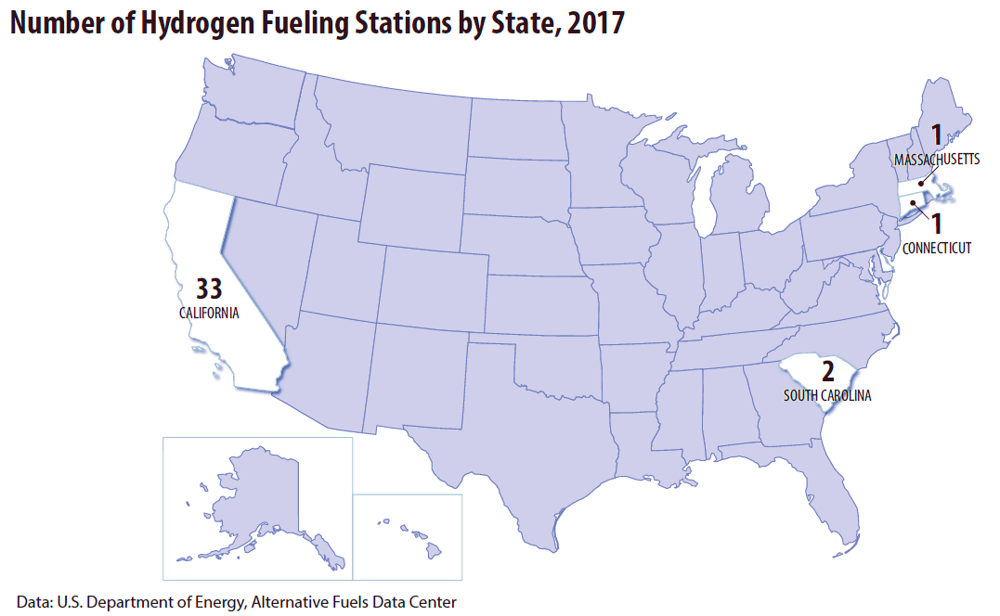 Number of Hydrogen Fueling Stations by State, 2017
1
MASSACHUSETTS
1
CONNECTICUT
33
CALIFORNIA
2
SOUTH CAROLINA
Data: U.S. Department of Energy, Alternative Fuels Data Center